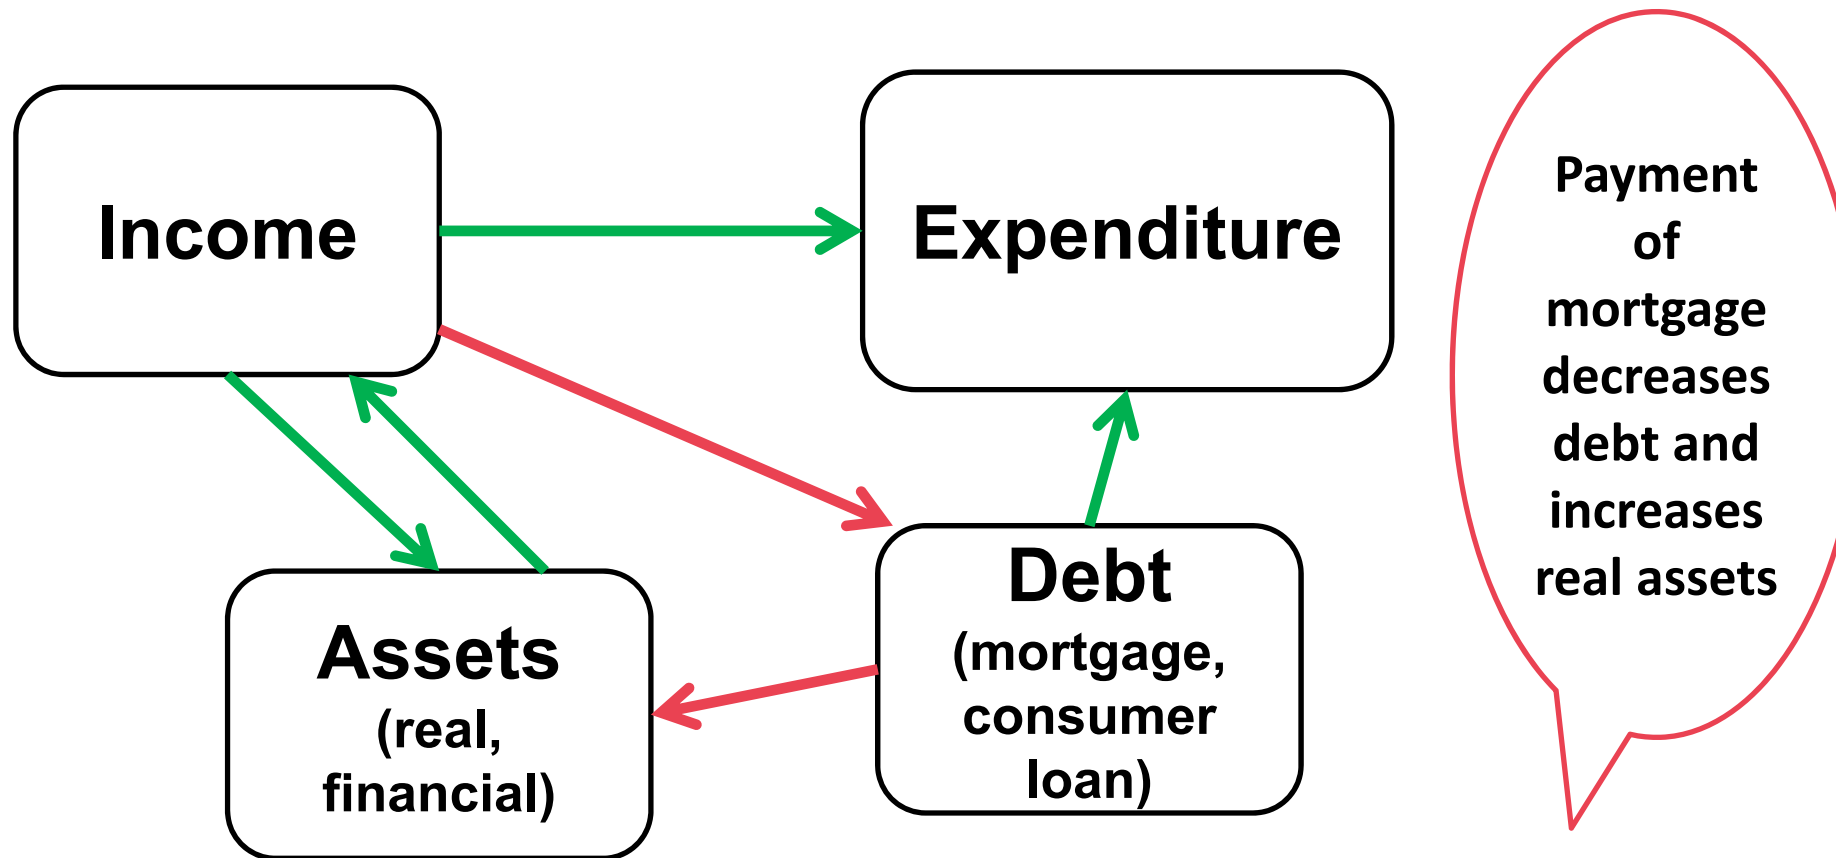 Income
Expenditure
Assets
(real,
financial)
Debt
(mortgage,
consumer
loan)
Payment
of
mortgage
decreases
debt and
increases
real assets